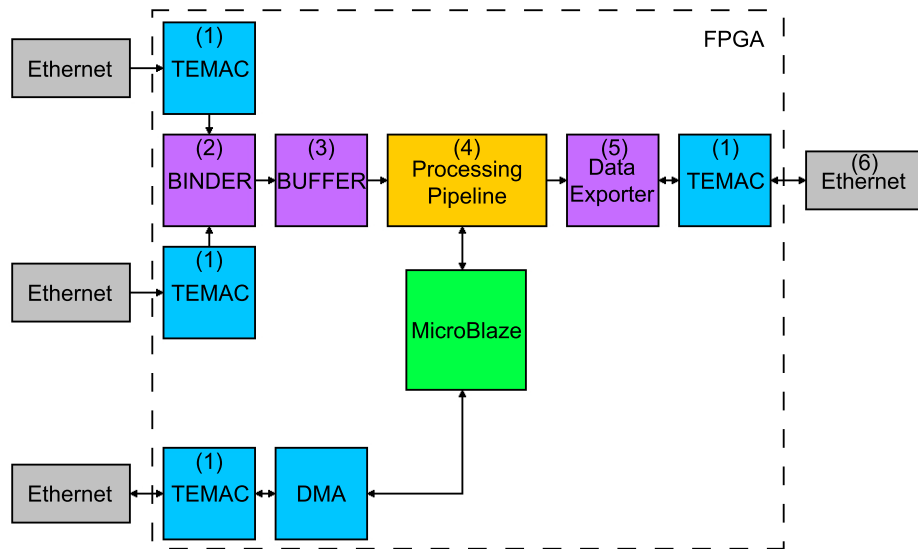 FPGA
(1)
TEMAC
Ethernet
(2)
BINDER
(3)
BUFFER
(4)
Processing
Pipeline
(5)
Data
Exporter
(1)
TEMAC
(6)
Ethernet
(1)
TEMAC
Ethernet
MicroBlaze
(1)
TEMAC
Ethernet
DMA